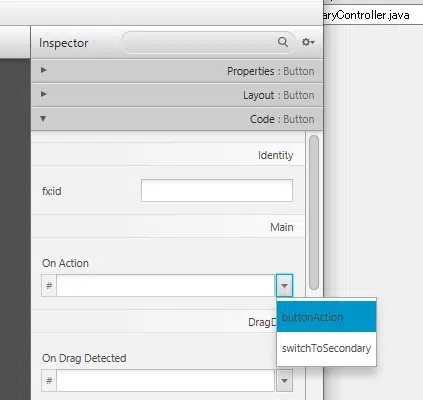 aryController.java
Inspector
Properties : Button
Layout : Button
Code : Button
Identity
fx:id
Main
On Action
#
buttonAction
DragD
switchToSecondary
On Drag Detected
#